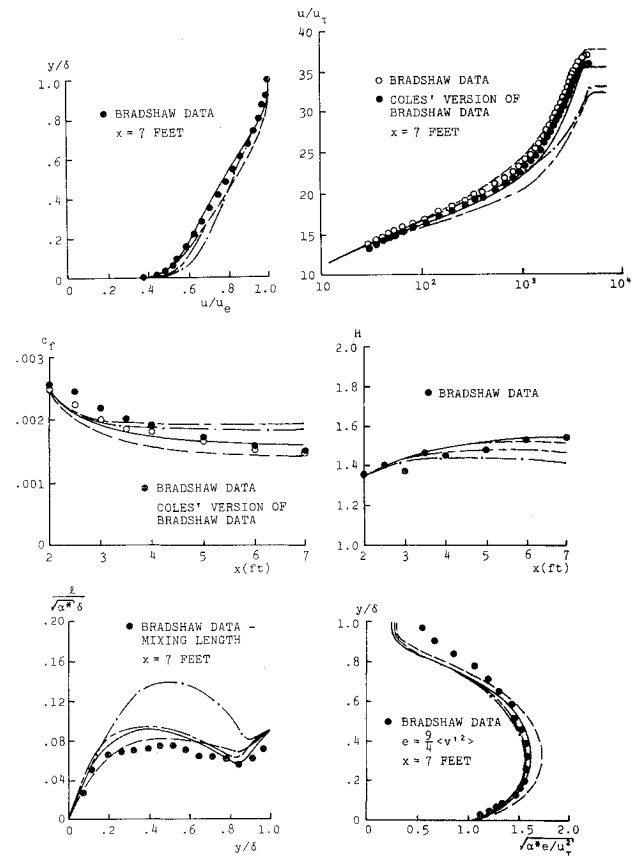 y/δ
1.0
.8
.6
.4
.2
0
● BRADSHAW DATA
x = 7 FEET
0 .2 .4 .6 .8 1.0
u/u_e
u/u_τ
40
35
30
25
20
15
10
○ BRADSHAW DATA
● COLES' VERSION OF
BRADSHAW DATA
x = 7 FEET
10 10² 10³ 10⁴
c_f
.003
.002
.001
0
● BRADSHAW DATA
COLES' VERSION OF
BRADSHAW DATA
2 3 4 5 6 7
x(ft)
H
2.0
1.8
1.6
1.4
1.2
1.0
● BRADSHAW DATA
2 3 4 5 6 7
x(ft)
ℓ/√α* δ
.20
.16
.12
.08
.04
0
● BRADSHAW DATA -
MIXING LENGTH
x = 7 FEET
0 .2 .4 .6 .8 1.0
y/δ
y/δ
1.0
.8
.6
.4
.2
0
● BRADSHAW DATA
e = 9/4 <v'²>
x = 7 FEET
0 0.5 1.0 1.5 2.0
√α*e/u_τ²